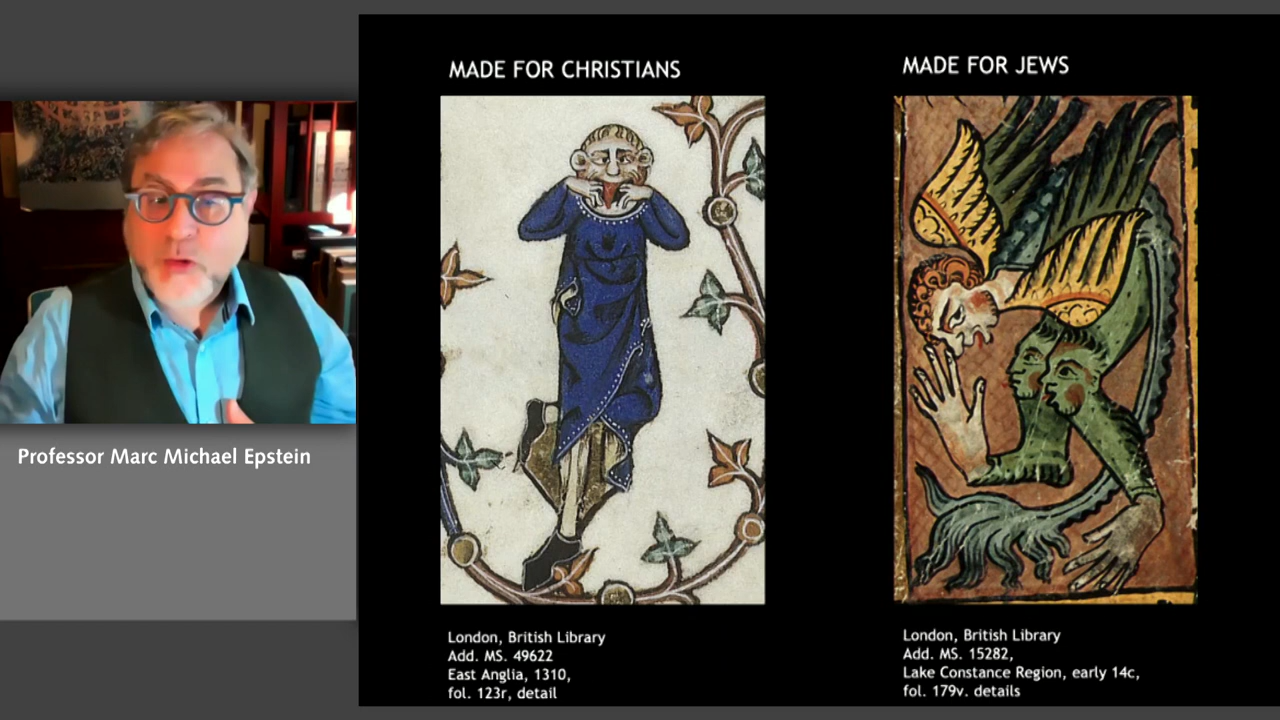 MADE FOR CHRISTIANS
MADE FOR JEWS
Professor Marc Michael Epstein
London, British Library
Add. MS. 49622
East Anglia, 1310,
fol. 123r, detail
London, British Library
Add. MS. 15282,
Lake Constance Region, early 14c,
fol. 179v. details